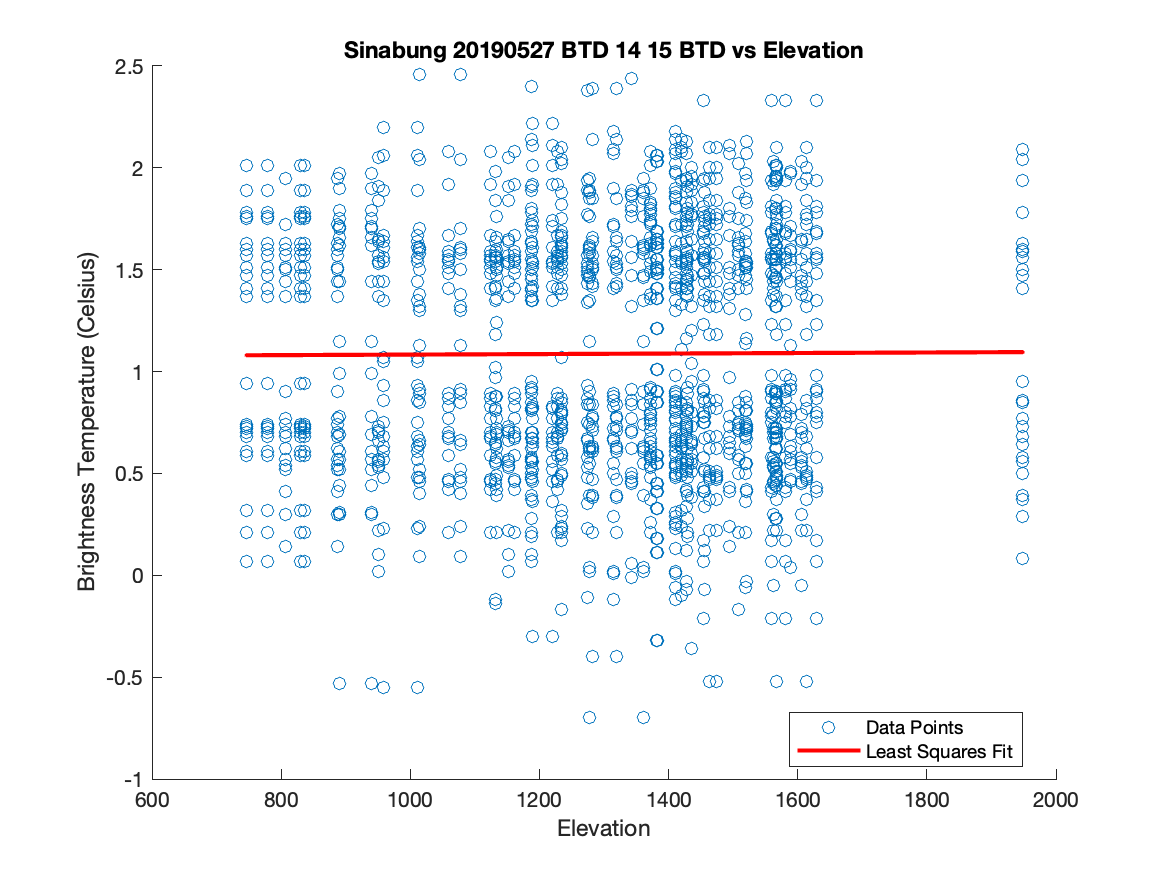 Sinabung 20190527 BTD 14 15 BTD vs Elevation
2.5
2
1.5
1
0.5
0
-0.5
-1
Brightness Temperature (Celsius)
600 800 1000 1200 1400 1600 1800 2000
Elevation
Data Points
Least Squares Fit